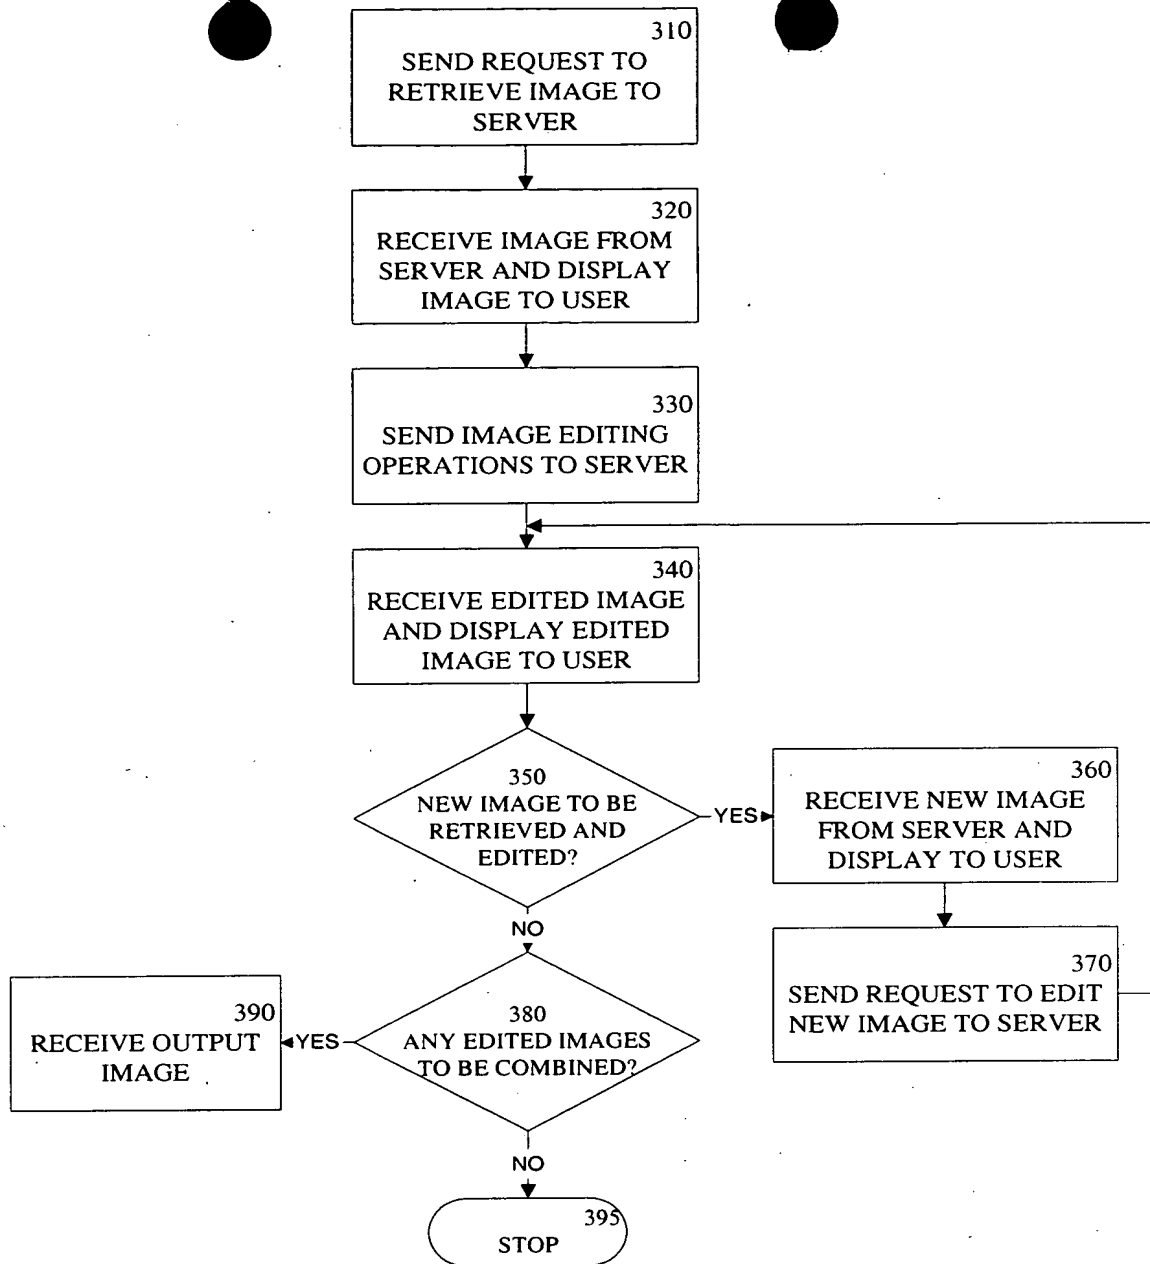 310
SEND REQUEST TO
RETRIEVE IMAGE TO
SERVER
320
RECEIVE IMAGE FROM
SERVER AND DISPLAY
IMAGE TO USER
330
SEND IMAGE EDITING
OPERATIONS TO SERVER
340
RECEIVE EDITED IMAGE
AND DISPLAY EDITED
IMAGE TO USER
350
NEW IMAGE TO BE
RETRIEVED AND
EDITED?
YES
360
RECEIVE NEW IMAGE
FROM SERVER AND
DISPLAY TO USER
NO
370
SEND REQUEST TO EDIT
NEW IMAGE TO SERVER
380
ANY EDITED IMAGES
TO BE COMBINED?
YES
390
RECEIVE OUTPUT
IMAGE
NO
395
STOP